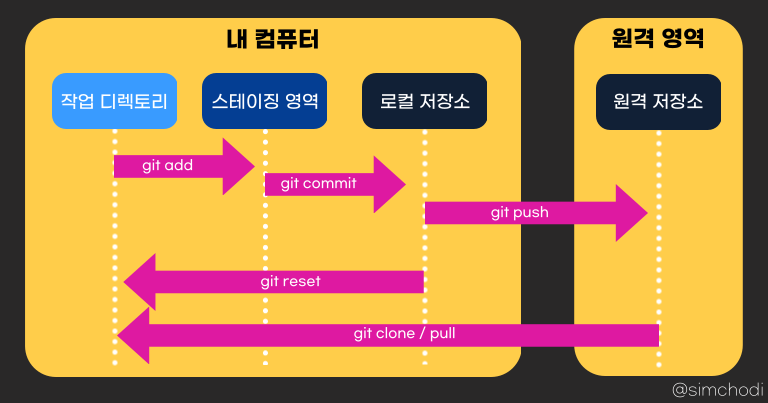 내 컴퓨터
원격 영역
작업 디렉토리
스테이징 영역
로컬 저장소
원격 저장소
git add
git commit
git push
git reset
git clone / pull
@simchodi